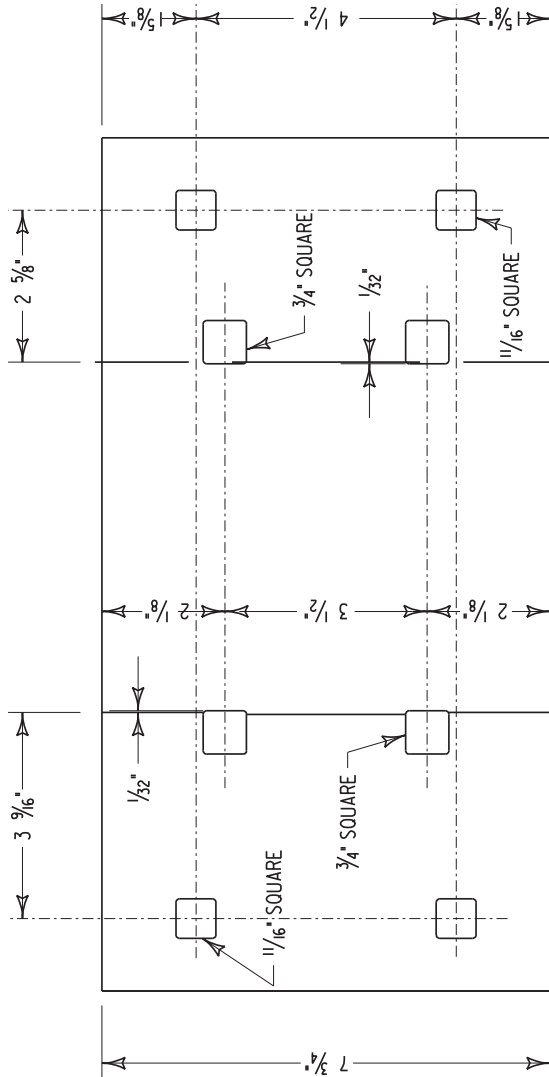 1 5/8"
4 1/2"
1 5/8"
2 5/8"
3/4" SQUARE
1/32"
11/16" SQUARE
2 1/8"
3 1/2"
2 1/8"
3 9/16"
1/32"
3/4" SQUARE
11/16" SQUARE
7 3/4"